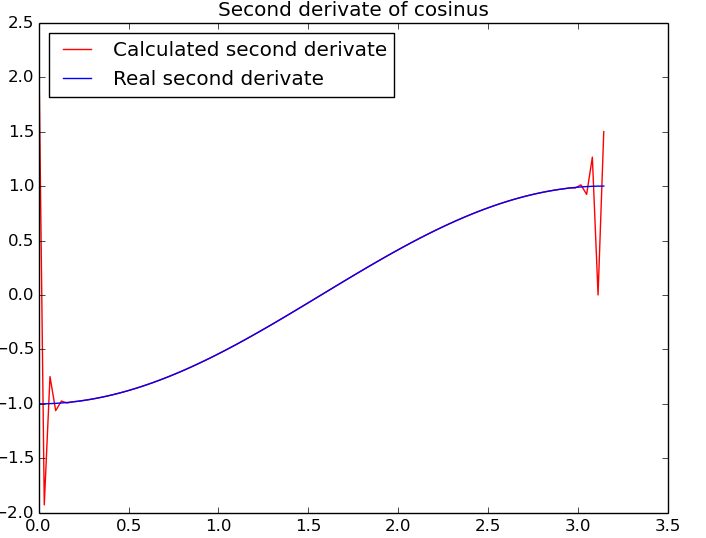 Second derivate of cosinus
2.5
Calculated second derivate
Real second derivate
2.0
1.5
1.0
0.5
0.0
−0.5
−1.0
−1.5
−2.0
0.0 0.5 1.0 1.5 2.0 2.5 3.0 3.5